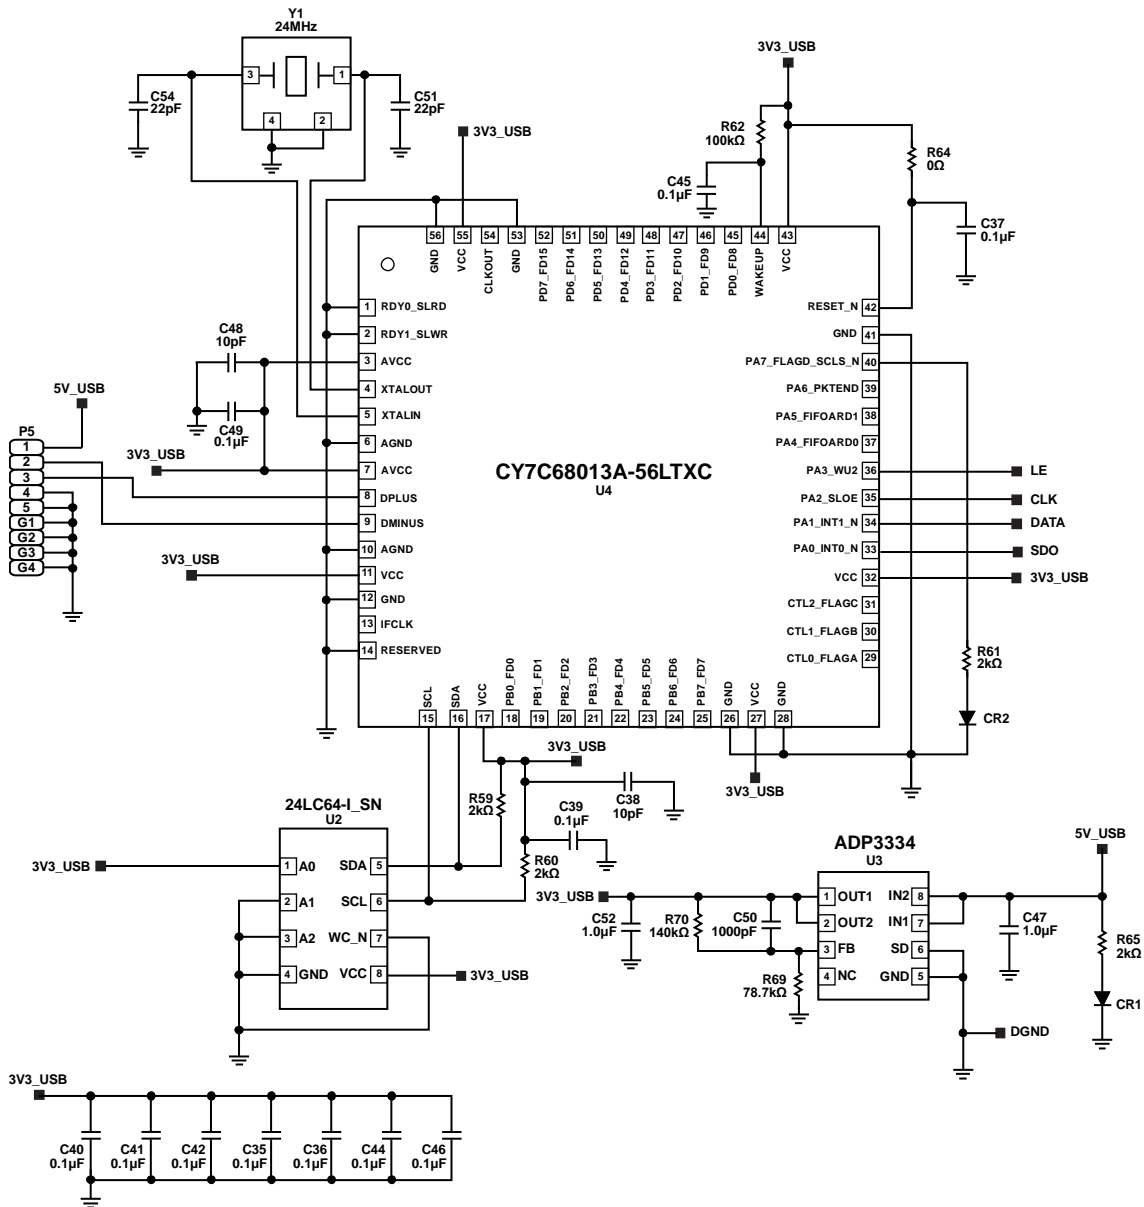 Y1
24MHz
3
1
4
2
C54
22pF
C51
22pF
3V3_USB
3V3_USB
R62
100kΩ
R64
0Ω
C45
0.1µF
C37
0.1µF
56
55
54
53
52
51
50
49
48
47
46
45
44
43
GND
VCC
CLKOUT
GND
PD7_FD15
PD6_FD14
PD5_FD13
PD4_FD12
PD3_FD11
PD2_FD10
PD1_FD9
PD0_FD8
WAKEUP
VCC
1 RDY0_SLRD
2 RDY1_SLWR
3 AVCC
4 XTALOUT
5 XTALIN
6 AGND
7 AVCC
8 DPLUS
9 DMINUS
10 AGND
11 VCC
12 GND
13 IFCLK
14 RESERVED
RESET_N 42
GND 41
PA7_FLAGD_SCLS_N 40
PA6_PKTEND 39
PA5_FIFOARD1 38
PA4_FIFOARD0 37
PA3_WU2 36
PA2_SLOE 35
PA1_INT1_N 34
PA0_INT0_N 33
VCC 32
CTL2_FLAGC 31
CTL1_FLAGB 30
CTL0_FLAGA 29
CY7C68013A-56LTXC
U4
C48
10pF
C49
0.1µF
5V_USB
3V3_USB
3V3_USB
P5
1
2
3
4
5
G1
G2
G3
G4
LE
CLK
DATA
SDO
3V3_USB
R61
2kΩ
CR2
SCL
SDA
VCC
PB0_FD0
PB1_FD1
PB2_FD2
PB3_FD3
PB4_FD4
PB5_FD5
PB6_FD6
PB7_FD7
GND
VCC
GND
15
16
17
18
19
20
21
22
23
24
25
26
27
28
3V3_USB
3V3_USB
R59
2kΩ
C38
10pF
C39
0.1µF
R60
2kΩ
24LC64-I_SN
U2
3V3_USB
1 A0
2 A1
3 A2
4 GND
SDA 5
SCL 6
WC_N 7
VCC 8
3V3_USB
ADP3334
U3
5V_USB
3V3_USB
C52
1.0µF
R70
140kΩ
C50
1000pF
R69
78.7kΩ
1 OUT1
2 OUT2
3 FB
4 NC
IN2 8
IN1 7
SD 6
GND 5
C47
1.0µF
R65
2kΩ
CR1
DGND
3V3_USB
C40
0.1µF
C41
0.1µF
C42
0.1µF
C35
0.1µF
C36
0.1µF
C44
0.1µF
C46
0.1µF